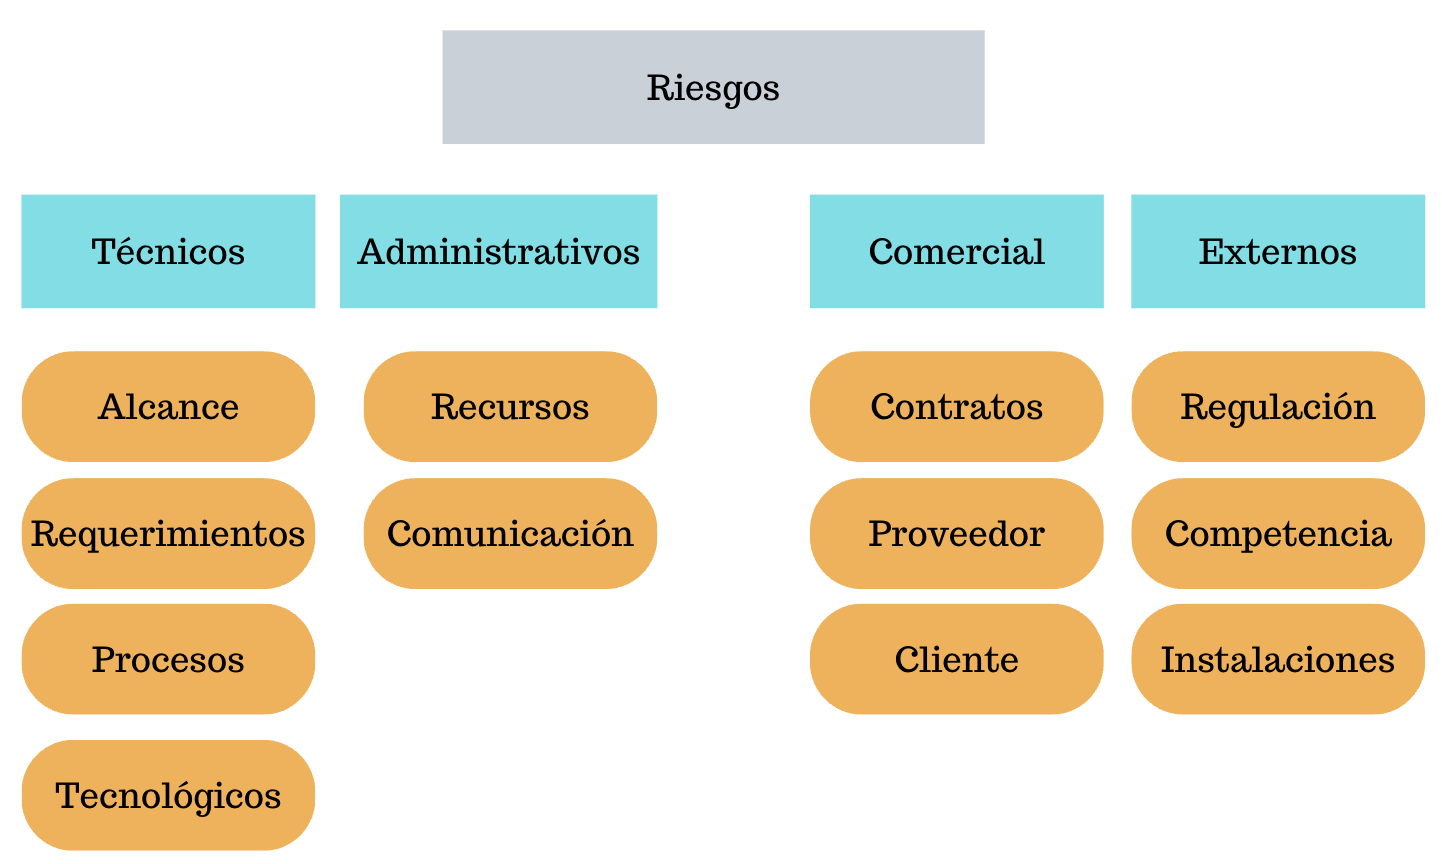 Riesgos
Técnicos
Administrativos
Comercial
Externos
Alcance
Recursos
Contratos
Regulación
Requerimientos
Comunicación
Proveedor
Competencia
Procesos
Cliente
Instalaciones
Tecnológicos